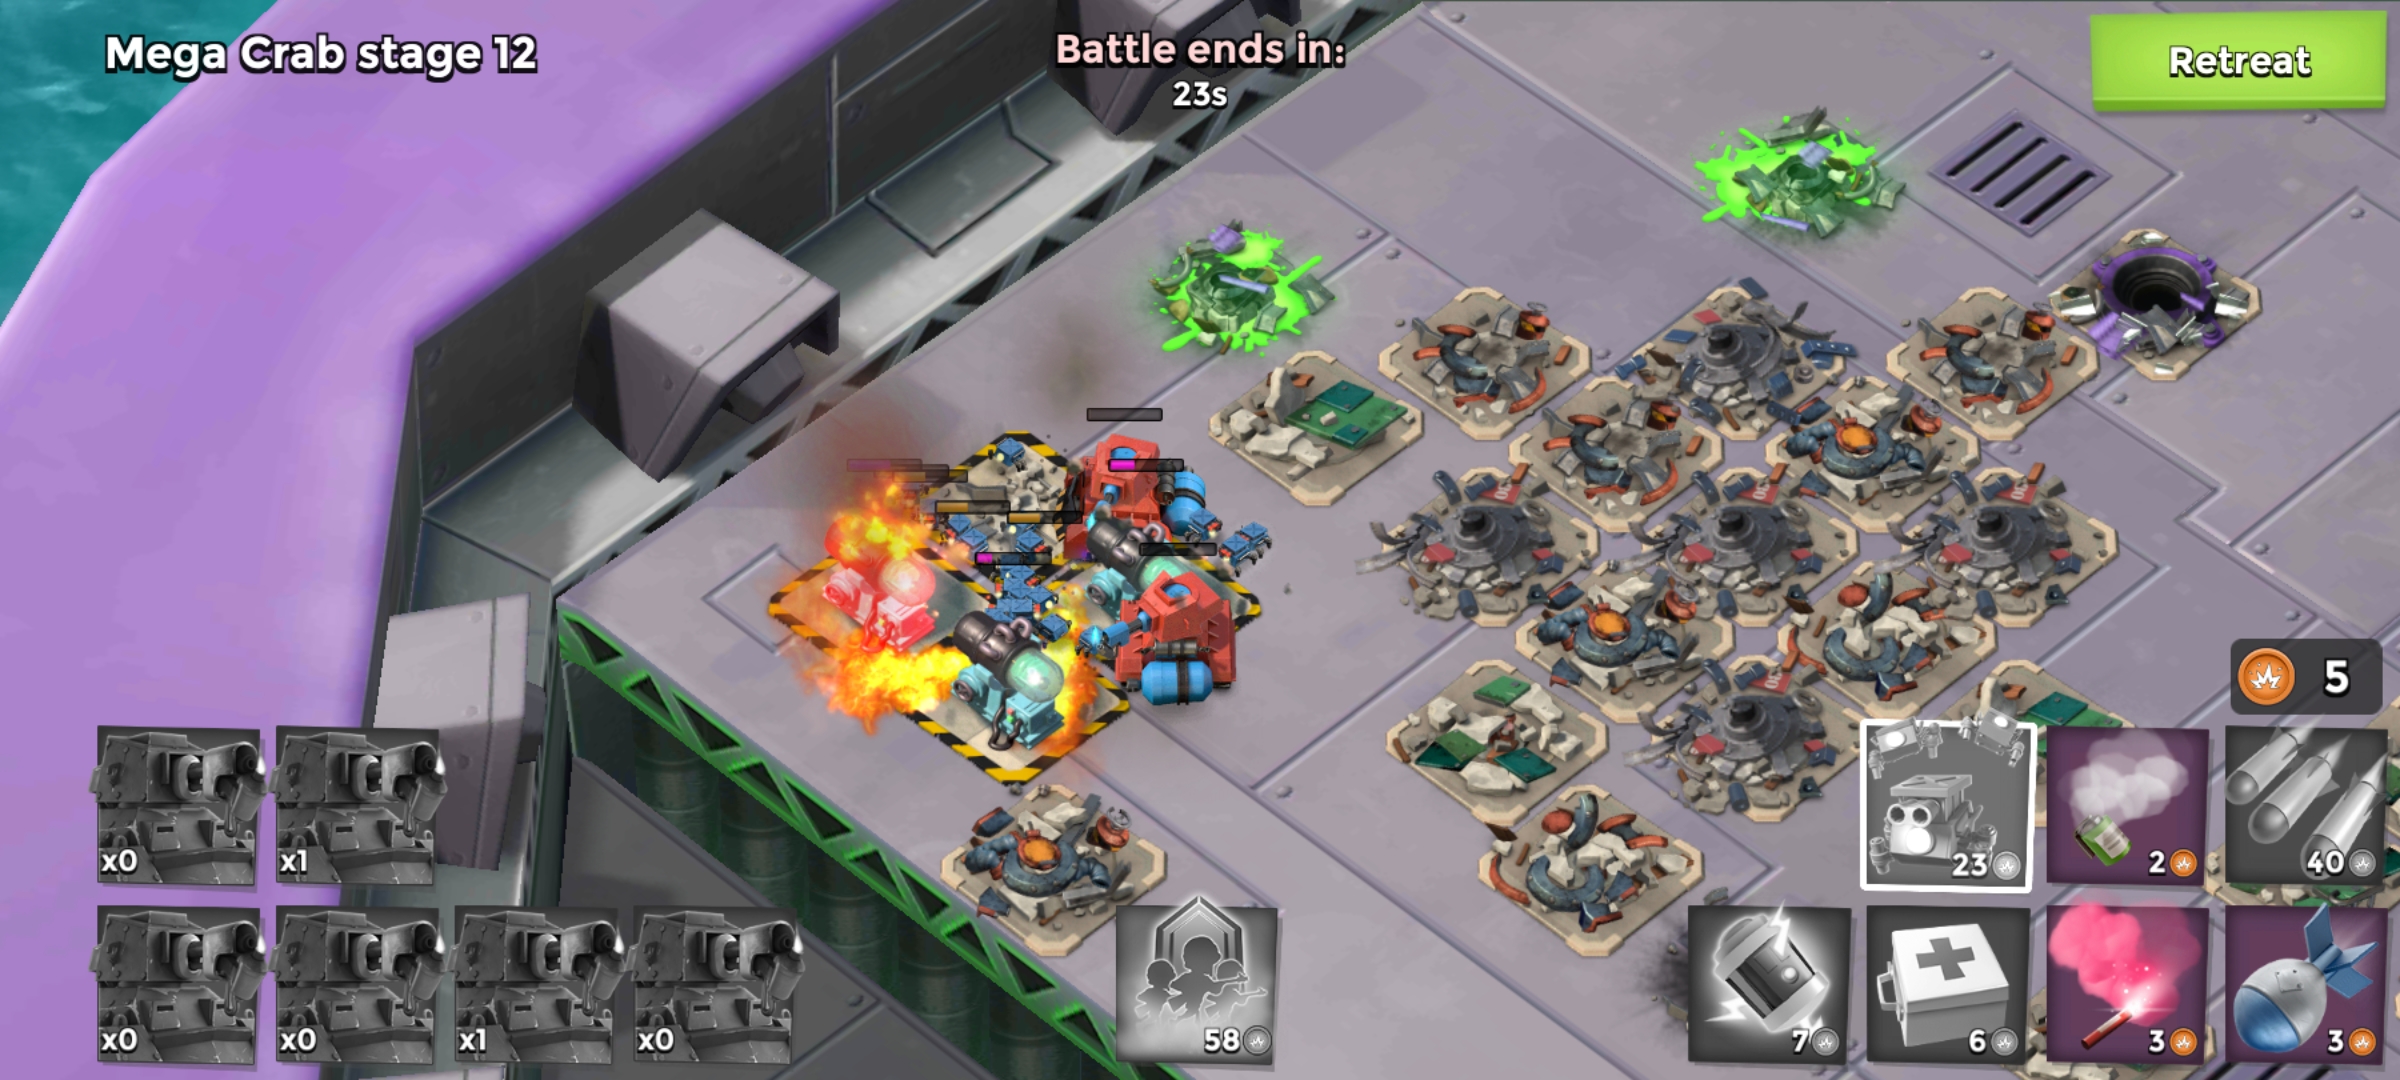 Mega Crab stage 12
Battle ends in:
23s
Retreat
5
x0
x1
23
2
40
x0
x0
x1
x0
58
7
6
3
3